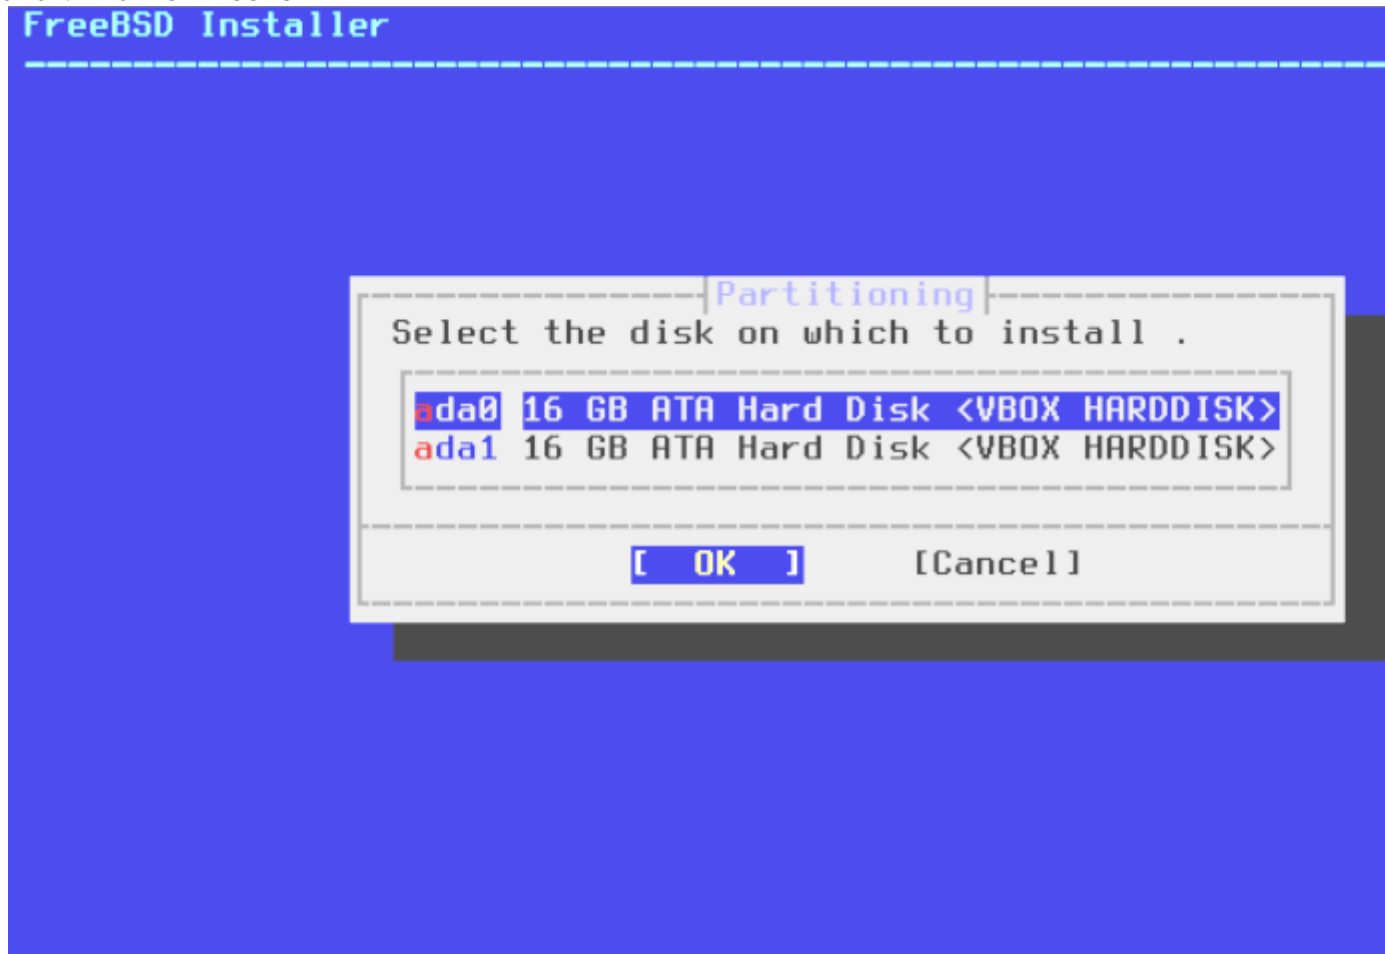 FreeBSD Installer
Partitioning
Select the disk on which to install .
ada0 16 GB ATA Hard Disk <VBOX HARDDISK>
ada1 16 GB ATA Hard Disk <VBOX HARDDISK>
[ OK ] [Cancel]